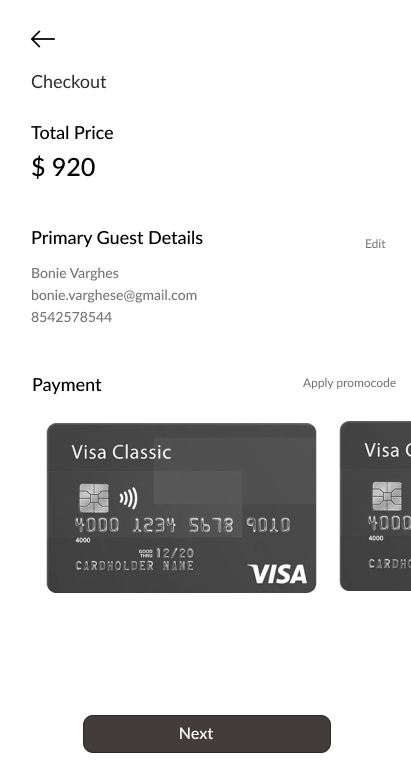 Checkout
Total Price
$ 920
Primary Guest Details
Edit
Bonie Varghes
bonie.varghese@gmail.com
8542578544
Payment
Apply promocode
Visa Classic
4000 1234 5678 9010
4000
GOOD THRU 12/20
CARDHOLDER NAME
VISA
Visa C
4000
4000
CARDH
Next